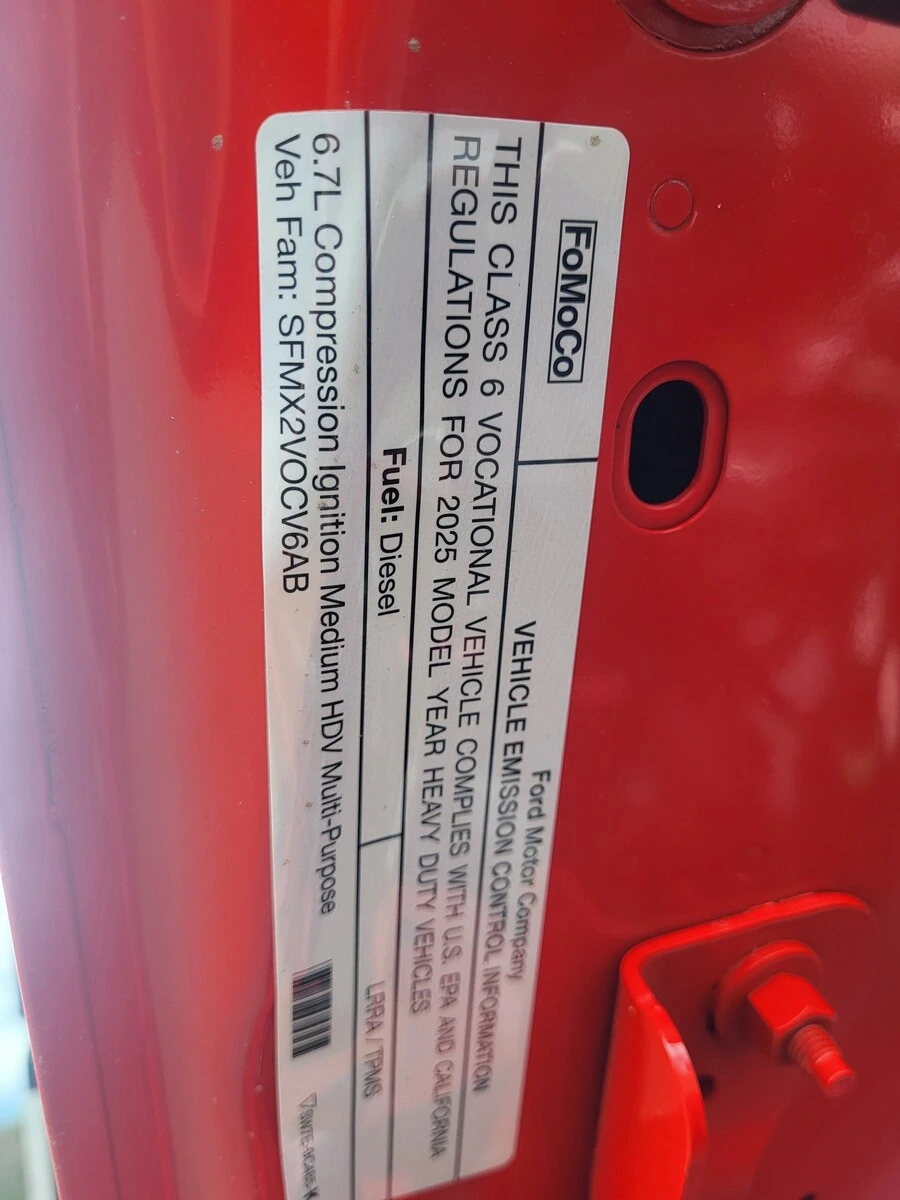 FoMoCo
Ford Motor Company
VEHICLE EMISSION CONTROL INFORMATION
THIS CLASS 6 VOCATIONAL VEHICLE COMPLIES WITH U.S. EPA AND CALIFORNIA
REGULATIONS FOR 2025 MODEL YEAR HEAVY DUTY VEHICLES
Fuel: Diesel
LRRA / TPMS
6.7L Compression Ignition Medium HDV Multi-Purpose
Veh Fam: SFMX2VOCV6AB